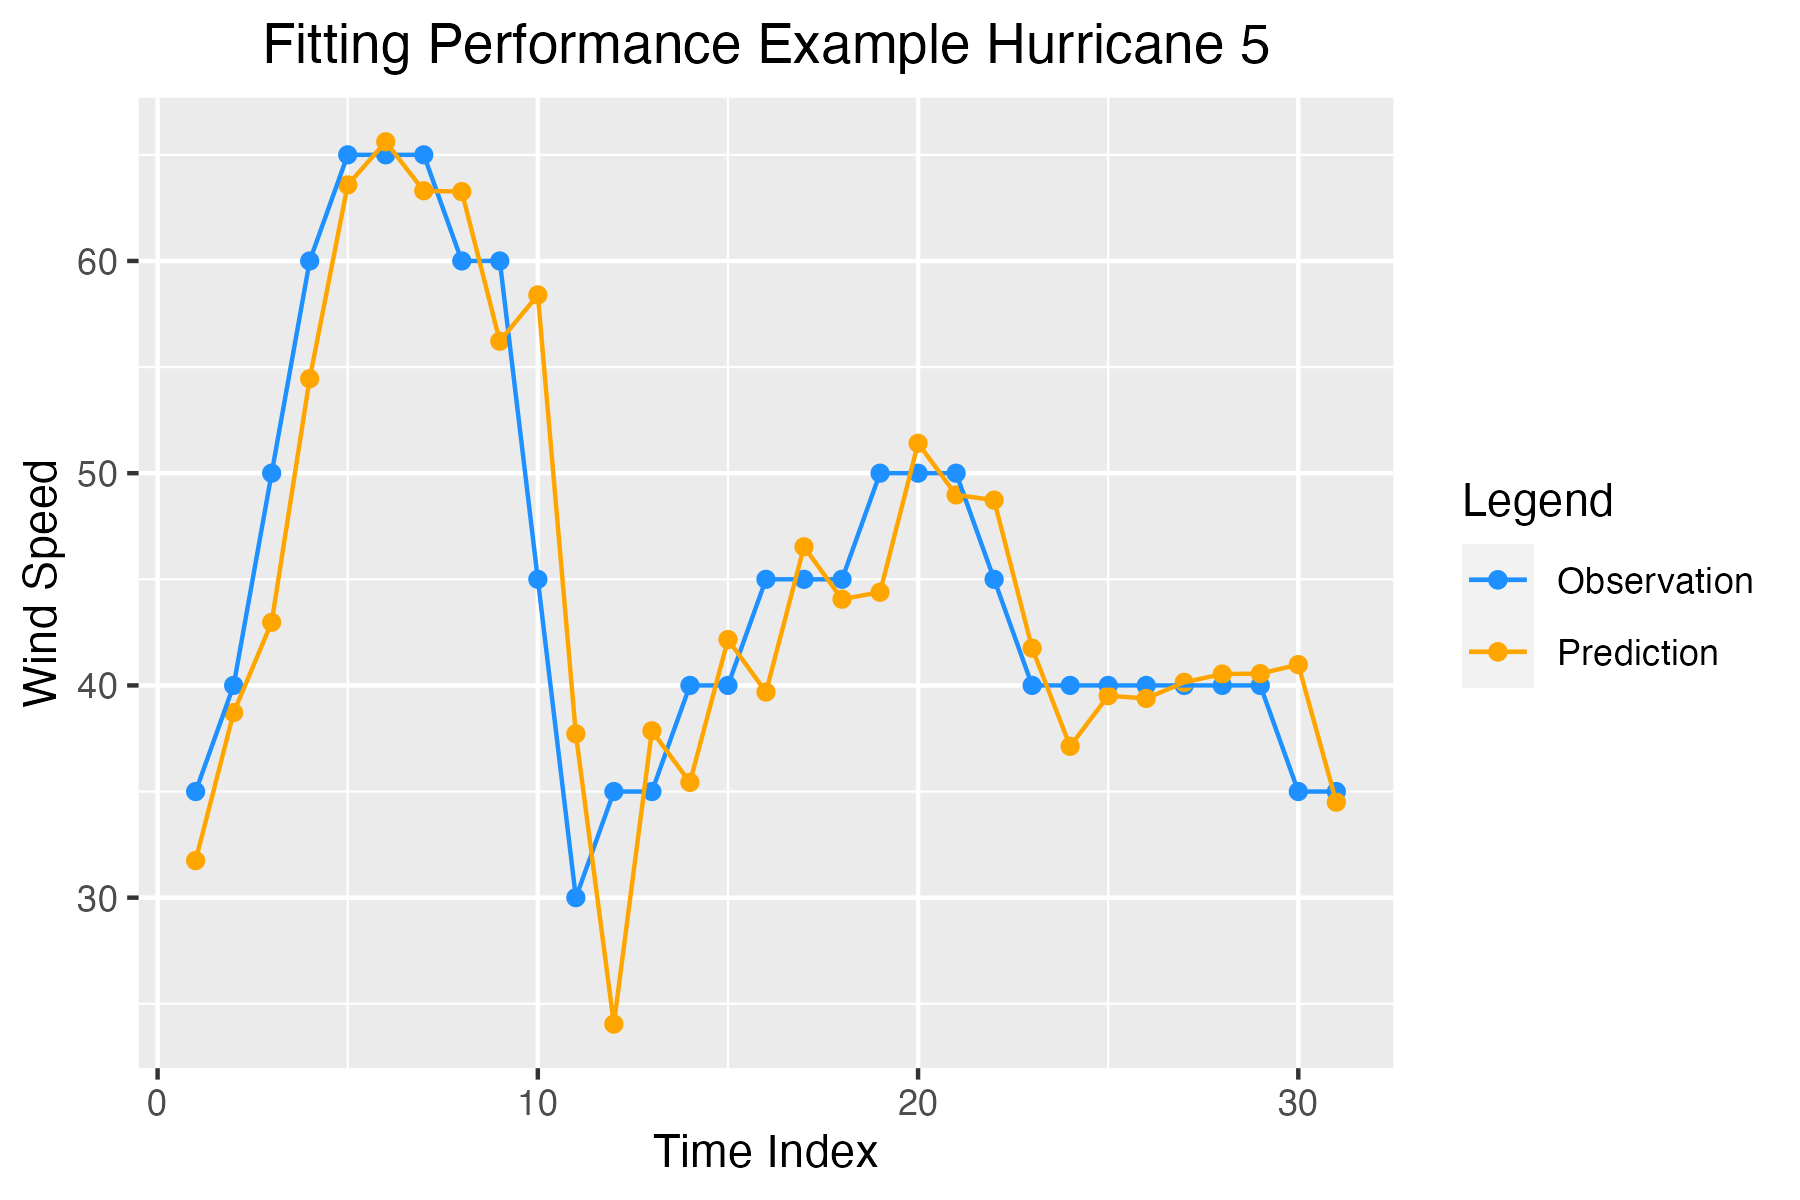 Fitting Performance Example Hurricane 5
Wind Speed
60
50
40
30
0 10 20 30
Time Index
Legend
Observation
Prediction